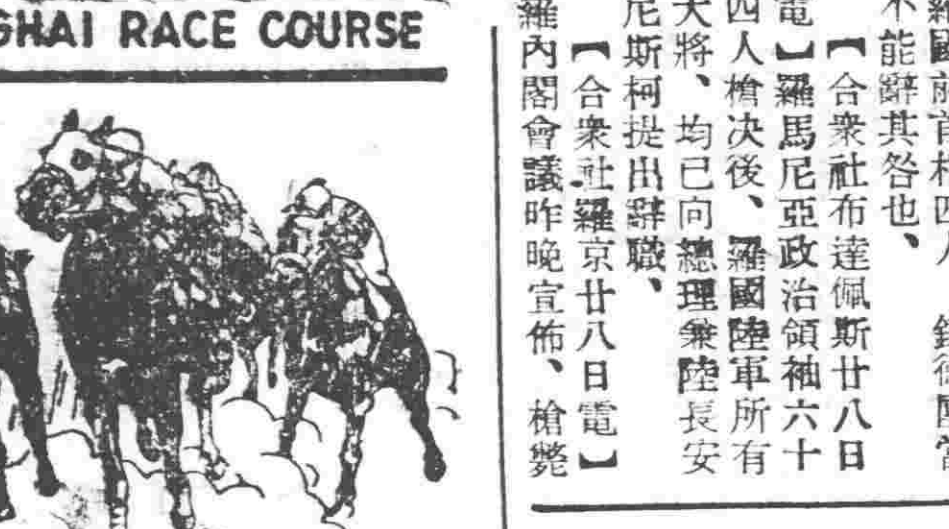 GHAI RACE COURSE
不能辭其咎也、
【合衆社布達佩斯廿八日
電】羅馬尼亞政治領袖六十
四人槍决後、羅國陸軍所有
大將、均已向總理兼陸長安
尼斯柯提出辭職、
【合衆社羅京廿八日電】
羅內閣會議昨晚宣佈、槍斃